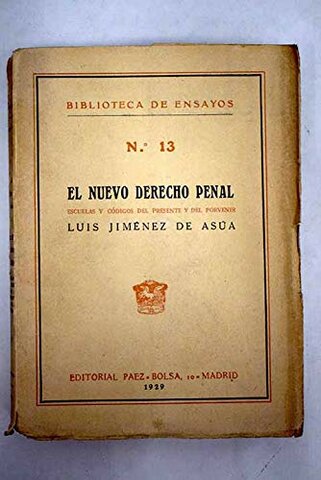 BIBLIOTECA DE ENSAYOS
N.º 13
EL NUEVO DERECHO PENAL
ESCUELAS Y CÓDIGOS DEL PRESENTE Y DEL PORVENIR
LUIS JIMÉNEZ DE ASÚA
EDITORIAL PAEZ-BOLSA, 10-MADRID
1929